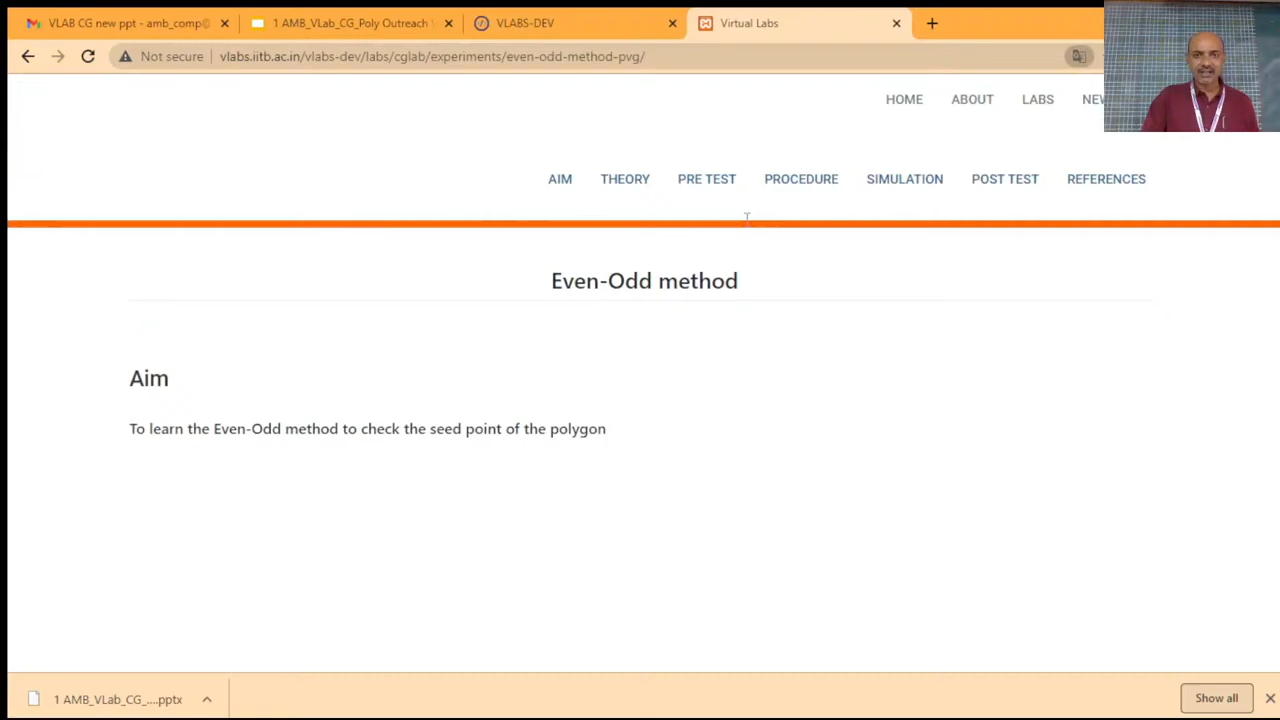 VLAB CG new ppt - amb_comp@
1 AMB_VLab_CG_Poly Outreach
VLABS-DEV
Virtual Labs
Not secure
vlabs.iitb.ac.in/vlabs-dev/labs/cglab/experiments/even-odd-method-pvg/
HOME ABOUT LABS NEW
AIM THEORY PRE TEST PROCEDURE SIMULATION POST TEST REFERENCES
Even-Odd method
Aim
To learn the Even-Odd method to check the seed point of the polygon
1 AMB_VLab_CG_....pptx
Show all